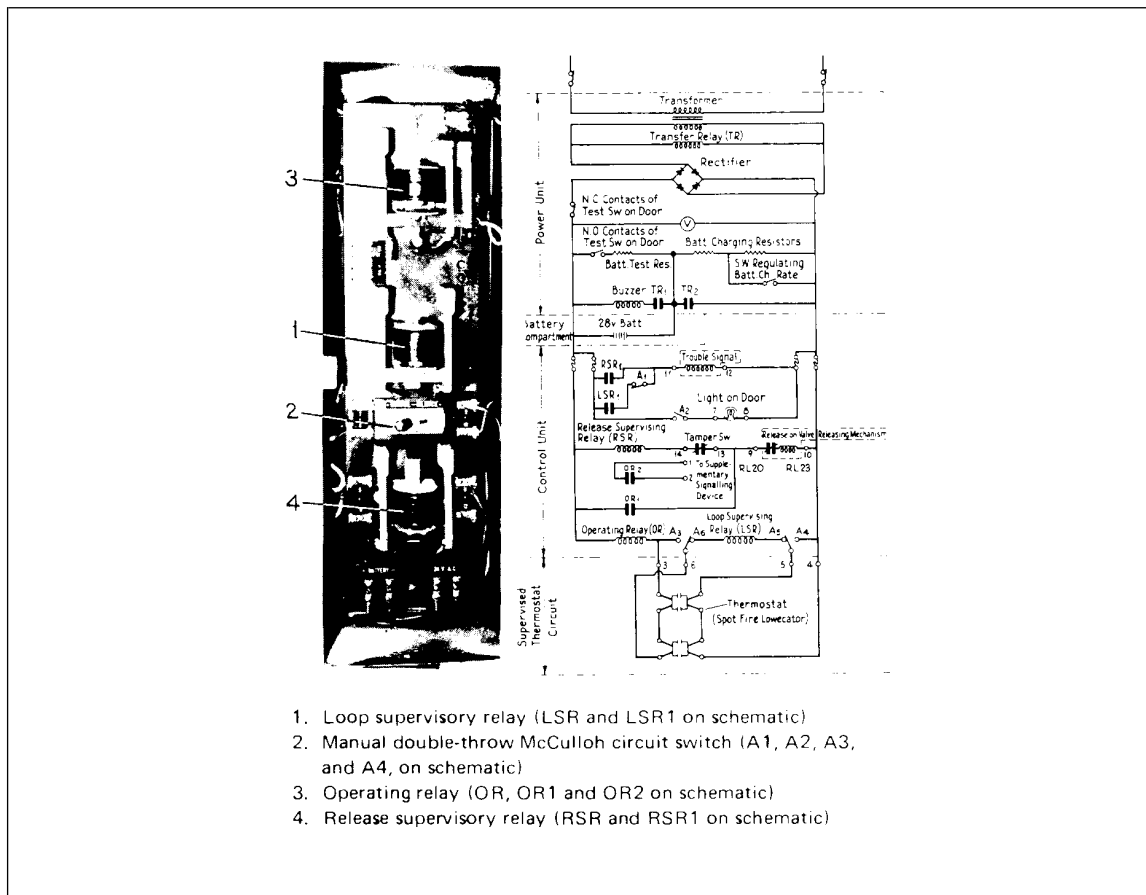 3
1
2
4
Transformer
Transfer Relay (TR)
Rectifier
Power Unit
N.C. Contacts of
Test Sw on Door
V
N.O Contacts of
Test Sw on Door
Batt Charging Resistors
Batt. Test Res.
S.W Regulating
Batt. Ch. Rate
Buzzer TR1
TR2
Battery
Compartment
28v Batt
Control Unit
Trouble Signal
RSR1
A1
11
12
LSR1
Light on Door
A2
7
8
Release Supervising
Relay (RSR)
Tamper Sw
Release on Valve
Releasing Mechanism
14
13
9
10
RL20
RL23
OR2
1
2
To Supple-
mentary
Signalling
Device
OR1
Loop Supervising
Operating Relay (OR)
A3
A6
Relay (LSR)
A5
A4
3
6
5
4
Supervised
Thermostat
Circuit
Thermostat
(Spot Fire Lowecator)
1. Loop supervisory relay (LSR and LSR1 on schematic)
2. Manual double-throw McCulloh circuit switch (A1, A2, A3,
and A4, on schematic)
3. Operating relay (OR, OR1 and OR2 on schematic)
4. Release supervisory relay (RSR and RSR1 on schematic)